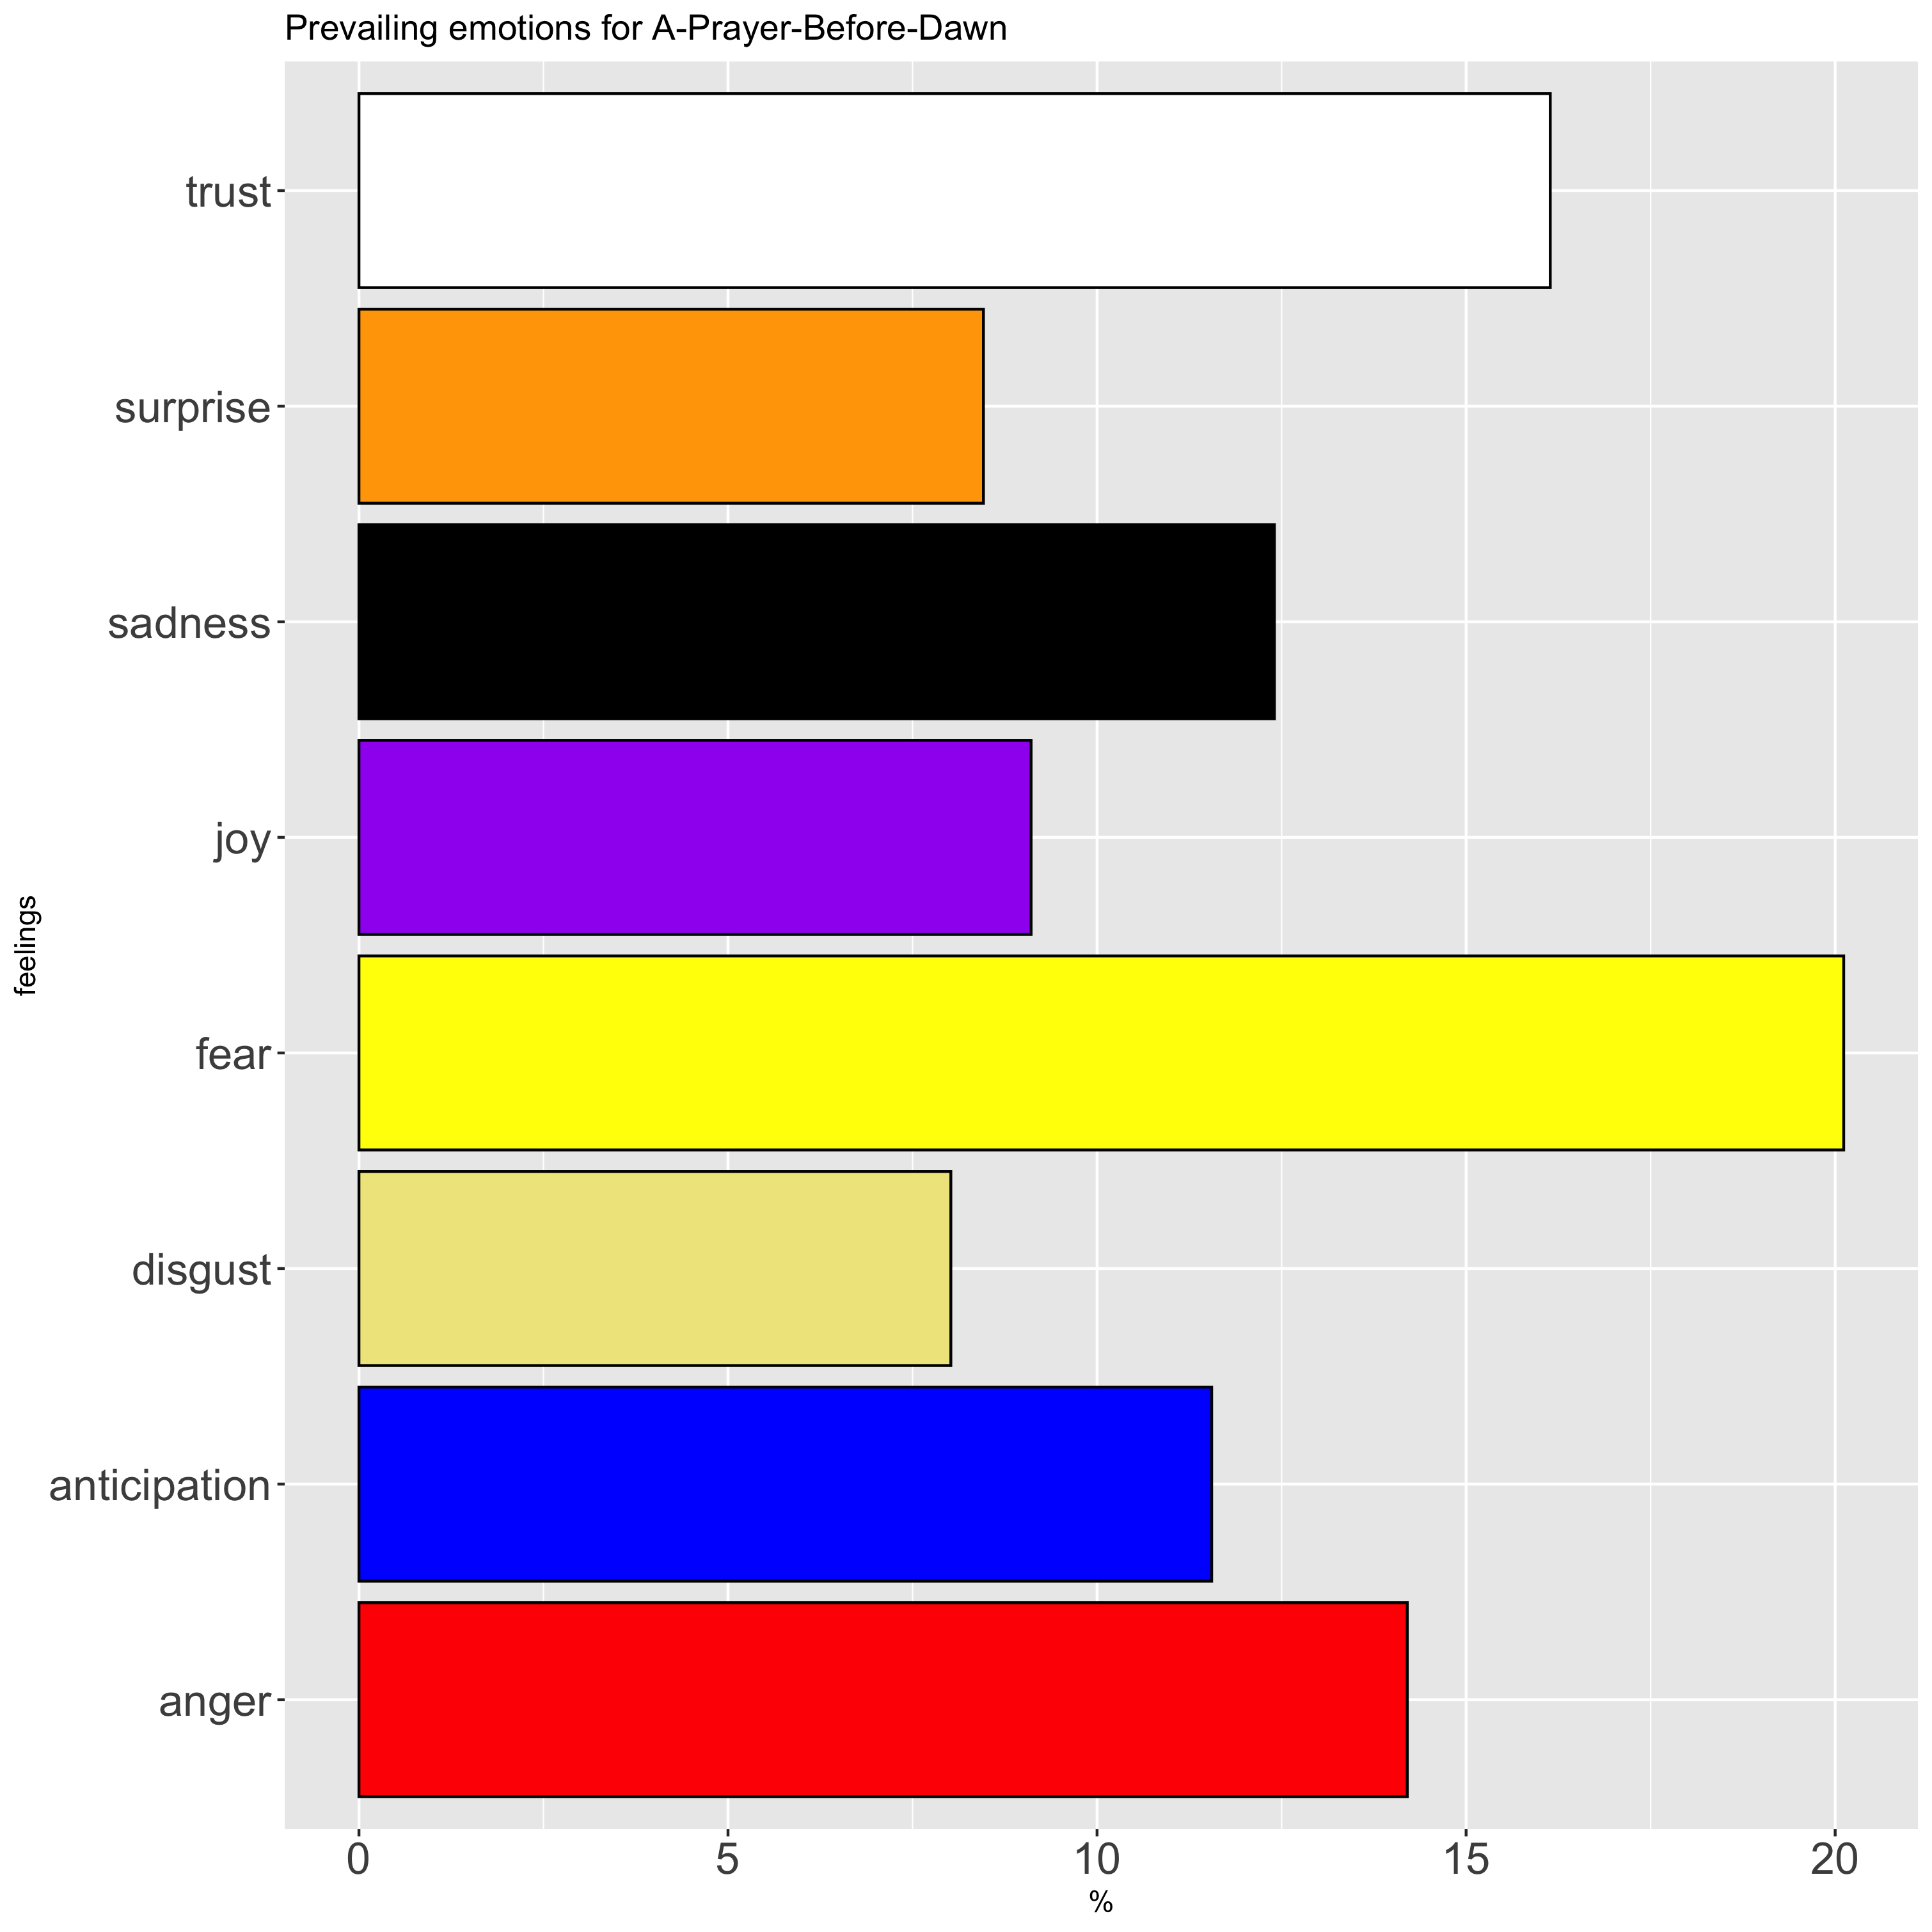 Prevailing emotions for A-Prayer-Before-Dawn
trust
surprise
sadness
joy
fear
disgust
anticipation
anger
feelings
0 5 10 15 20
%